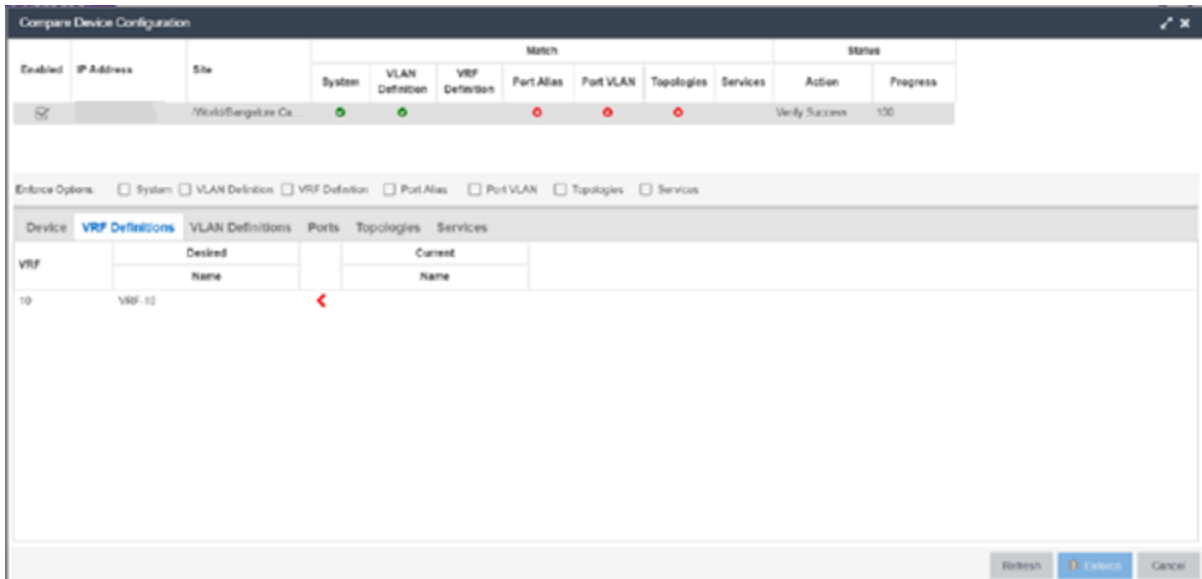 Compare Device Configuration
Match Status
Enabled IP Address Site System VLAN Definition VRF Definition Port Alias Port VLAN Topologies Services Action Progress
/World/Bangalore Ca... Verify Success 100
Enforce Options: System VLAN Definition VRF Definition Port Alias Port VLAN Topologies Services
Device VRF Definitions VLAN Definitions Ports Topologies Services
VRF Desired Current
Name Name
10 VRF-10
Refresh Enforce Cancel